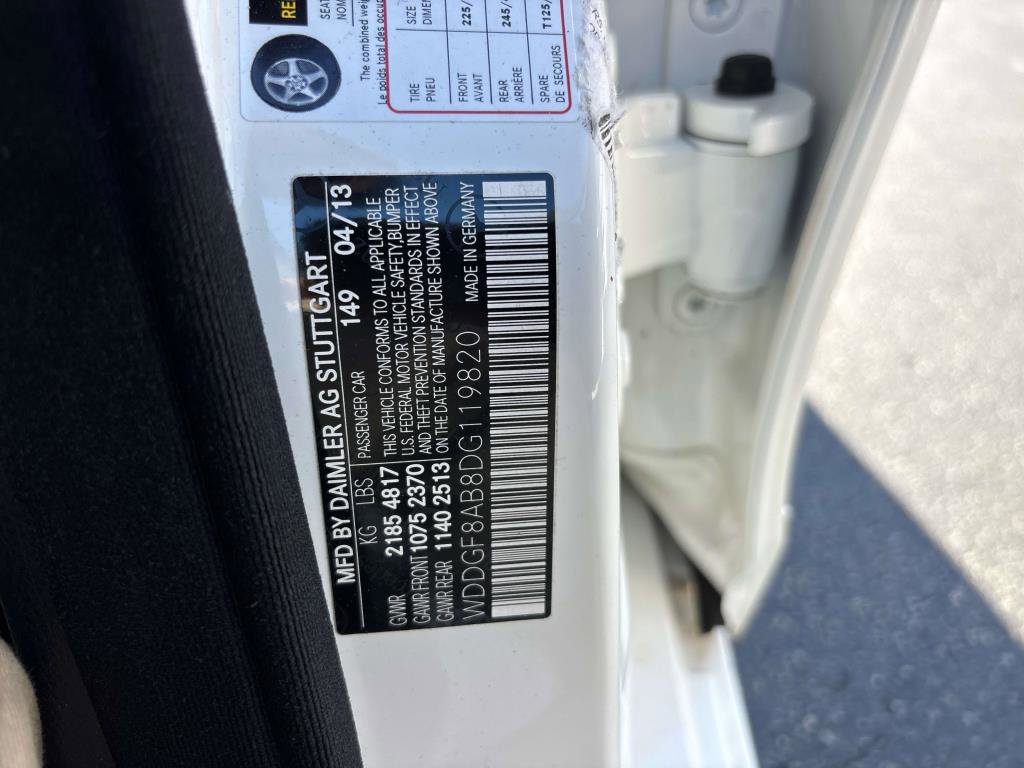 MFD BY DAIMLER AG STUTTGART
149 04/13
KG LBS PASSENGER CAR
GVWR 2185 4817
GAWR FRONT 1075 2370
GAWR REAR 1140 2513
THIS VEHICLE CONFORMS TO ALL APPLICABLE
U.S. FEDERAL MOTOR VEHICLE SAFETY,BUMPER
AND THEFT PREVENTION STANDARDS IN EFFECT
ON THE DATE OF MANUFACTURE SHOWN ABOVE
WDDGF8AB8DG119820 MADE IN GERMANY
RE
SEAT
NOM
The combined wei
Le poids total des occu
TIRE SIZE
PNEU DIMEN
FRONT 225/
AVANT
REAR 245/
ARRIÈRE
SPARE T125/
DE SECOURS